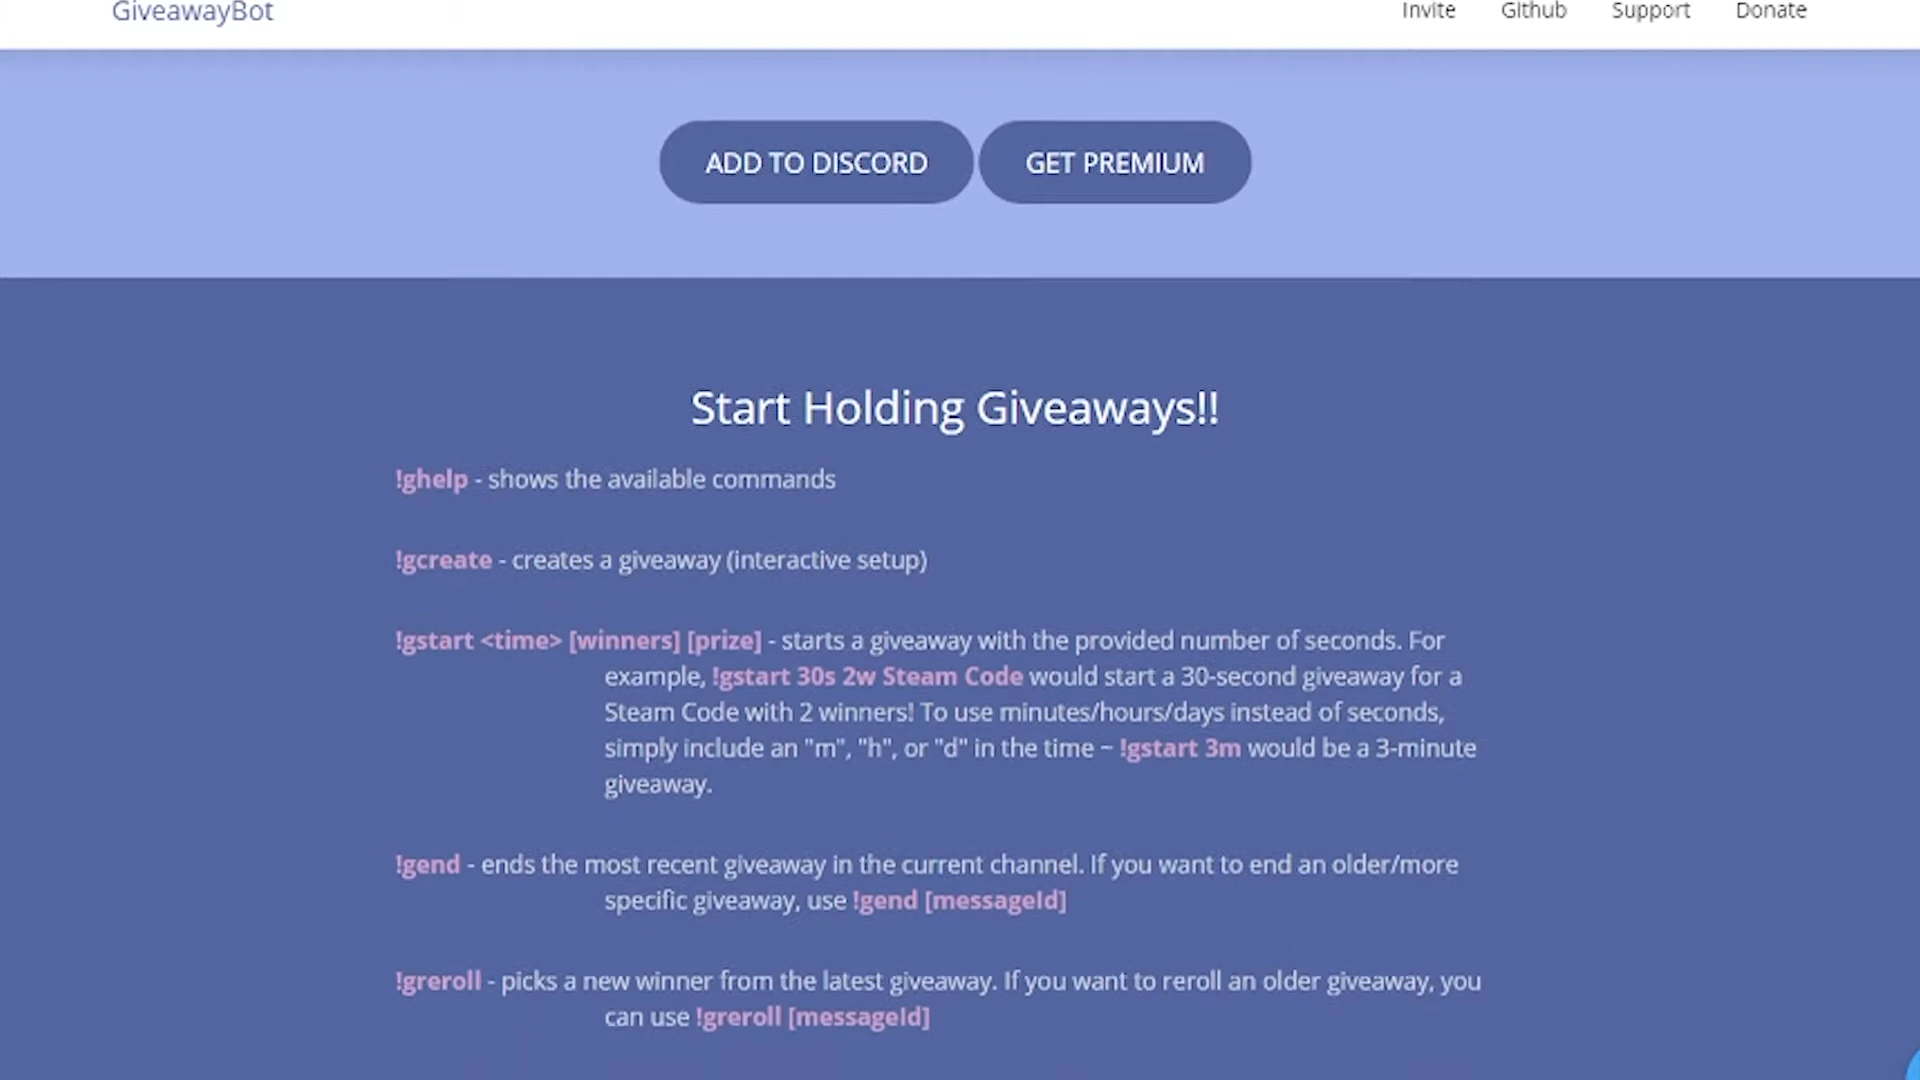 GiveawayBot
Invite Github Support Donate
ADD TO DISCORD GET PREMIUM
Start Holding Giveaways!!
!ghelp - shows the available commands
!gcreate - creates a giveaway (interactive setup)
!gstart <time> [winners] [prize] - starts a giveaway with the provided number of seconds. For
example, !gstart 30s 2w Steam Code would start a 30-second giveaway for a
Steam Code with 2 winners! To use minutes/hours/days instead of seconds,
simply include an "m", "h", or "d" in the time ~ !gstart 3m would be a 3-minute
giveaway.
!gend - ends the most recent giveaway in the current channel. If you want to end an older/more
specific giveaway, use !gend [messageId]
!greroll - picks a new winner from the latest giveaway. If you want to reroll an older giveaway, you
can use !greroll [messageId]